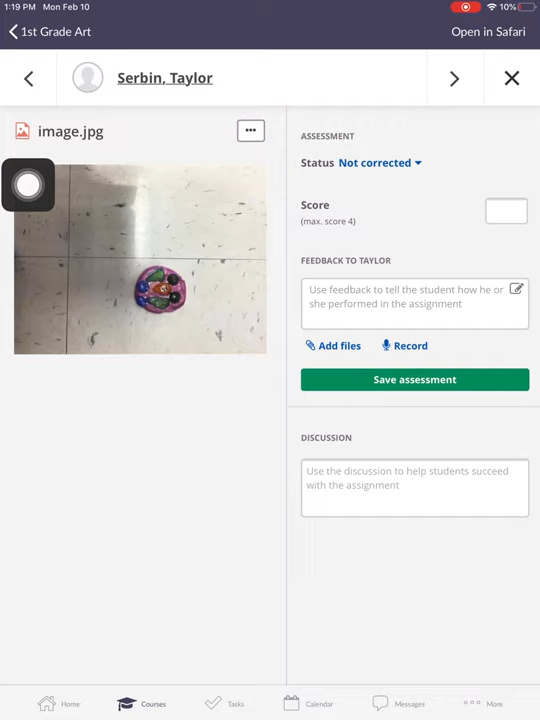 1:19 PM Mon Feb 10
10%
1st Grade Art
Open in Safari
Serbin, Taylor
image.jpg
ASSESSMENT
Status Not corrected
Score
(max. score 4)
FEEDBACK TO TAYLOR
Use feedback to tell the student how he or
she performed in the assignment
Add files
Record
Save assessment
DISCUSSION
Use the discussion to help students succeed
with the assignment
Home
Courses
Tasks
Calendar
Messages
More